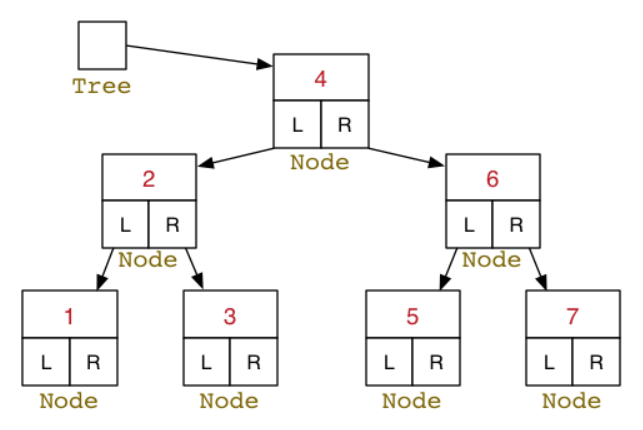 4
Tree
L R
Node
2
6
L R
L R
Node
Node
1
3
5
7
L R
L R
L R
L R
Node
Node
Node
Node